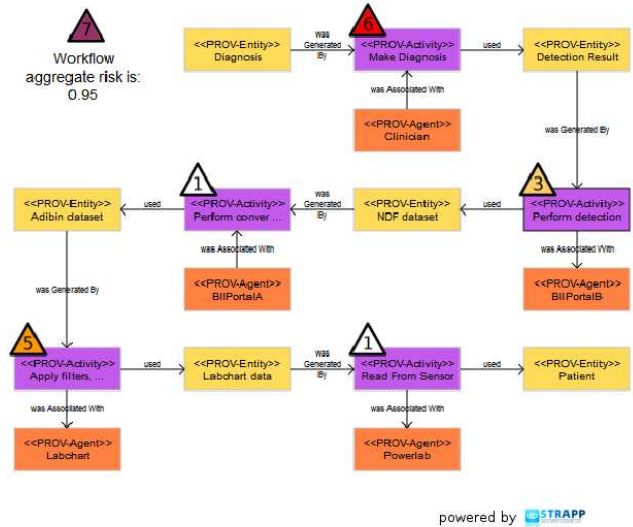 7
Workflow
aggregate risk is:
0.95
<<PROV-Entity>>
Diagnosis
was
Generated
By
6
<<PROV-Activity>>
Make Diagnosis
used
<<PROV-Entity>>
Detection Result
was Associated With
<<PROV-Agent>>
Clinician
was Generated By
<<PROV-Entity>>
Adibin dataset
used
1
<<PROV-Activity>>
Perform conver ...
was
Generated
By
<<PROV-Entity>>
NDF dataset
used
3
<<PROV-Activity>>
Perform detection
was Associated With
<<PROV-Agent>>
BIIPortalA
was Associated With
<<PROV-Agent>>
BIIPortalB
was Generated By
5
<<PROV-Activity>>
Apply filters, ...
used
<<PROV-Entity>>
Labchart data
was
Generated
By
1
<<PROV-Activity>>
Read From Sensor
used
<<PROV-Entity>>
Patient
was Associated With
<<PROV-Agent>>
Labchart
was Associated With
<<PROV-Agent>>
Powerlab
powered by STRAPP